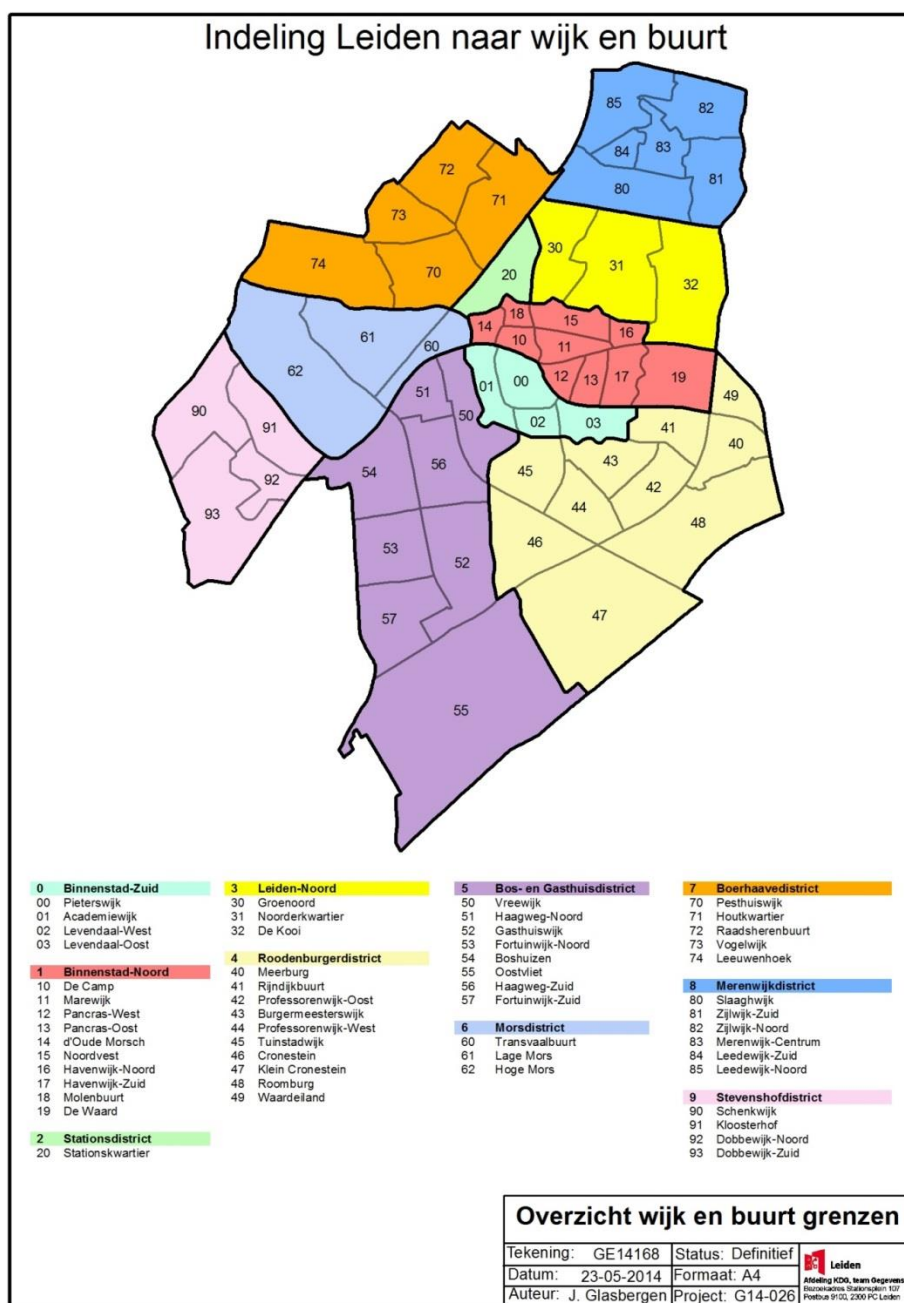 Indeling Leiden naar wijk en buurt
85
82
83
84
81
80
72
71
73
74
70
20
30
31
32
14
18
15
16
10
11
12
13
17
19
61
60
62
01
00
02
03
51
50
49
41
40
90
91
92
93
54
56
45
43
42
44
48
46
53
52
57
47
55
0 Binnenstad-Zuid
00 Pieterswijk
01 Academiewijk
02 Levendaal-West
03 Levendaal-Oost
1 Binnenstad-Noord
10 De Camp
11 Marewijk
12 Pancras-West
13 Pancras-Oost
14 d'Oude Morsch
15 Noordvest
16 Havenwijk-Noord
17 Havenwijk-Zuid
18 Molenbuurt
19 De Waard
2 Stationsdistrict
20 Stationskwartier
3 Leiden-Noord
30 Groenoord
31 Noorderkwartier
32 De Kooi
4 Roodenburgerdistrict
40 Meerburg
41 Rijndijkbuurt
42 Professorenwijk-Oost
43 Burgermeesterswijk
44 Professorenwijk-West
45 Tuinstadwijk
46 Cronestein
47 Klein Cronestein
48 Roomburg
49 Waardeiland
5 Bos- en Gasthuisdistrict
50 Vreewijk
51 Haagweg-Noord
52 Gasthuiswijk
53 Fortuinwijk-Noord
54 Boshuizen
55 Oostvliet
56 Haagweg-Zuid
57 Fortuinwijk-Zuid
6 Morsdistrict
60 Transvaalbuurt
61 Lage Mors
62 Hoge Mors
7 Boerhaavedistrict
70 Pesthuiswijk
71 Houtkwartier
72 Raadsherenbuurt
73 Vogelwijk
74 Leeuwenhoek
8 Merenwijkdistrict
80 Slaaghwijk
81 Zijlwijk-Zuid
82 Zijlwijk-Noord
83 Merenwijk-Centrum
84 Leedewijk-Zuid
85 Leedewijk-Noord
9 Stevenshofdistrict
90 Schenkwijk
91 Kloosterhof
92 Dobbewijk-Noord
93 Dobbewijk-Zuid
Overzicht wijk en buurt grenzen
Tekening: GE14168 Status: Definitief
Datum: 23-05-2014 Formaat: A4
Auteur: J. Glasbergen Project: G14-026
Leiden
Afdeling KDG, team Gegevens
Bezoekadres Stationsplein 107
Postbus 9100, 2300 PC Leiden